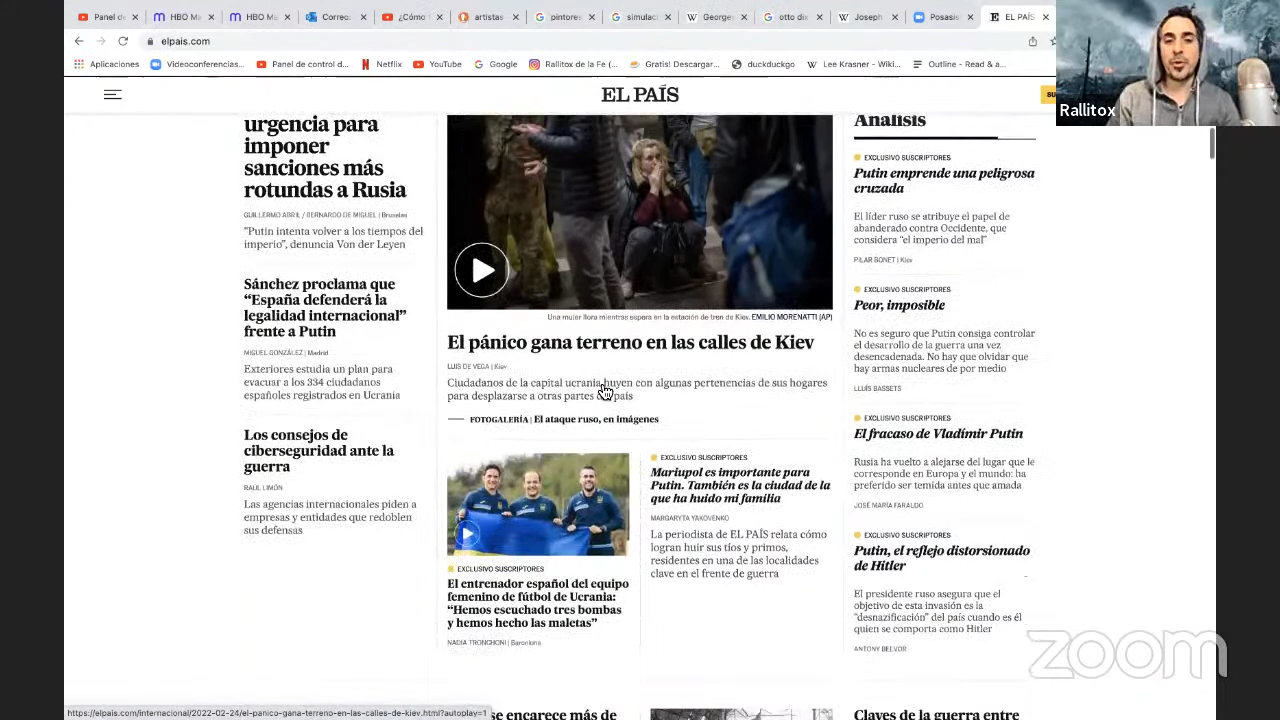 Panel de
HBO Ma
HBO M
Correo:
¿Cómo
artistas
pintores
simulac
Georges
otto dix
Joseph
Posasis
EL PAÍS
elpais.com
Aplicaciones
Videoconferencias...
Panel de control d...
Netflix
YouTube
Google
Rallitox de la Fe (...
Gratis! Descargar...
duckduckgo
Lee Krasner - Wiki...
Outline - Read & a...
Rallitox
EL PAÍS
SU
urgencia para
imponer
sanciones más
rotundas a Rusia
GUILLERMO ABRIL / BERNARDO DE MIGUEL | Bruselas
"Putin intenta volver a los tiempos del
imperio", denuncia Von der Leyen
Sánchez proclama que
“España defenderá la
legalidad internacional”
frente a Putin
MIGUEL GONZÁLEZ | Madrid
Exteriores estudia un plan para
evacuar a los 334 ciudadanos
españoles registrados en Ucrania
Los consejos de
ciberseguridad ante la
guerra
RAÚL LIMÓN
Las agencias internacionales piden a
empresas y entidades que redoblen
sus defensas
Una mujer llora mientras espera en la estación de tren de Kiev. EMILIO MORENATTI (AP)
El pánico gana terreno en las calles de Kiev
LUIS DE VEGA | Kiev
Ciudadanos de la capital ucrania huyen con algunas pertenencias de sus hogares
para desplazarse a otras partes país
FOTOGALERÍA | El ataque ruso, en imágenes
EXCLUSIVO SUSCRIPTORES
El entrenador español del equipo
femenino de fútbol de Ucrania:
“Hemos escuchado tres bombas
y hemos hecho las maletas”
NADIA TRONCHONI | Barcelona
EXCLUSIVO SUSCRIPTORES
Mariupol es importante para
Putin. También es la ciudad de la
que ha huido mi familia
MARGARYTA YAKOVENKO
La periodista de EL PAÍS relata cómo
logran huir sus tíos y primos,
residentes en una de las localidades
clave en el frente de guerra
Análisis
EXCLUSIVO SUSCRIPTORES
Putin emprende una peligrosa
cruzada
El líder ruso se atribuye el papel de
abanderado contra Occidente, que
considera “el imperio del mal”
PILAR BONET | Kiev
EXCLUSIVO SUSCRIPTORES
Peor, imposible
No es seguro que Putin consiga controlar
el desarrollo de la guerra una vez
desencadenada. No hay que olvidar que
hay armas nucleares de por medio
LLUÍS BASSETS
EXCLUSIVO SUSCRIPTORES
El fracaso de Vladímir Putin
Rusia ha vuelto a alejarse del lugar que le
corresponde en Europa y el mundo: ha
preferido ser temida antes que amada
JOSÉ MARÍA FARALDO
EXCLUSIVO SUSCRIPTORES
Putin, el reflejo distorsionado
de Hitler
El presidente ruso asegura que el
objetivo de esta invasión es la
“desnazificación” del país cuando es él
quien se comporta como Hitler
ANTONY BEEVOR
zoom
se encarece más de
Claves de la guerra entre
https://elpais.com/internacional/2022-02-24/el-panico-gana-terreno-en-las-calles-de-kiev.html?autoplay=1